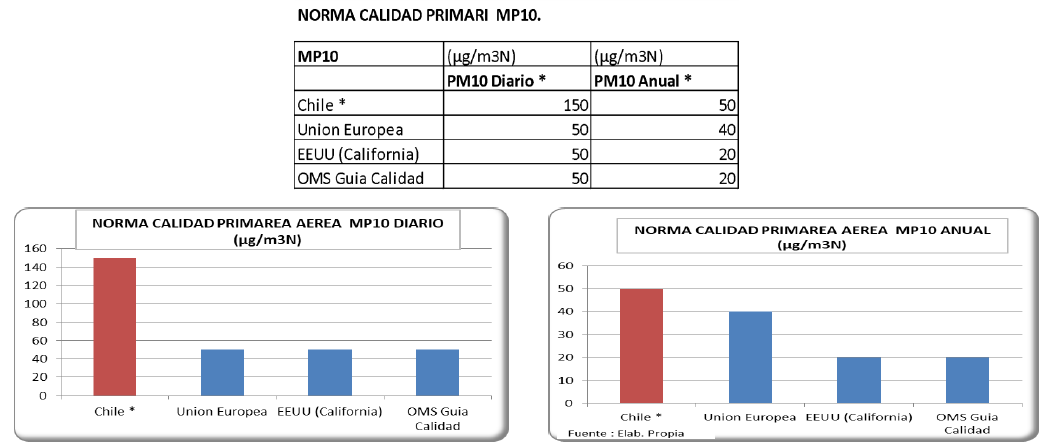 NORMA CALIDAD PRIMARI MP10.
MP10 (µg/m3N) (µg/m3N)
PM10 Diario * PM10 Anual *
Chile * 150 50
Union Europea 50 40
EEUU (California) 50 20
OMS Guia Calidad 50 20
NORMA CALIDAD PRIMAREA AEREA MP10 DIARIO
(µg/m3N)
160
140
120
100
80
60
40
20
0
Chile * Union Europea EEUU (California) OMS Guia
Calidad
NORMA CALIDAD PRIMAREA AEREA MP10 ANUAL
(µg/m3N)
60
50
40
30
20
10
0
Chile * Union Europea EEUU (California) OMS Guia
Calidad
Fuente : Elab. Propia